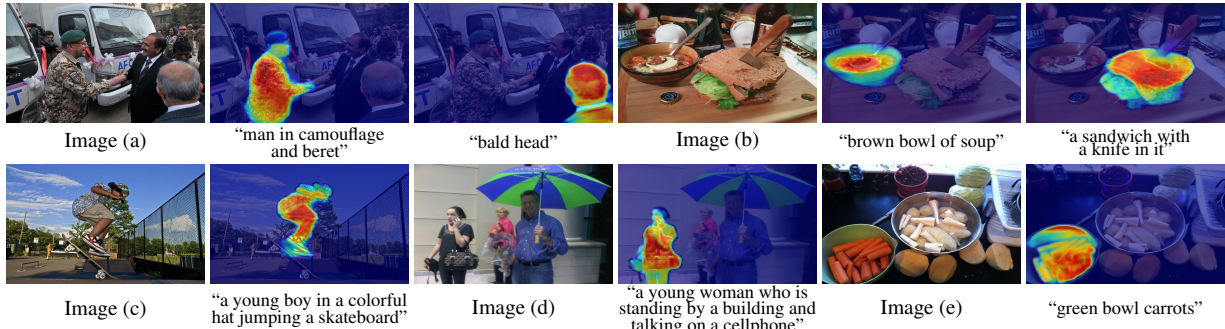 Image (a)
“man in camouflage
and beret”
“bald head”
Image (b)
“brown bowl of soup”
“a sandwich with
a knife in it”
Image (c)
“a young boy in a colorful
hat jumping a skateboard”
Image (d)
“a young woman who is
standing by a building and
talking on a cellphone”
Image (e)
“green bowl carrots”